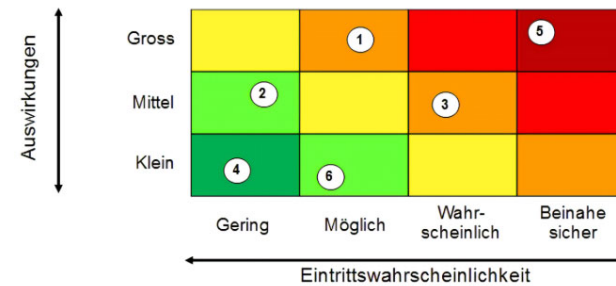 Auswirkungen
Gross
1
5
Mittel
2
3
Klein
4
6
Gering
Möglich
Wahr-
scheinlich
Beinahe
sicher
Eintrittswahrscheinlichkeit